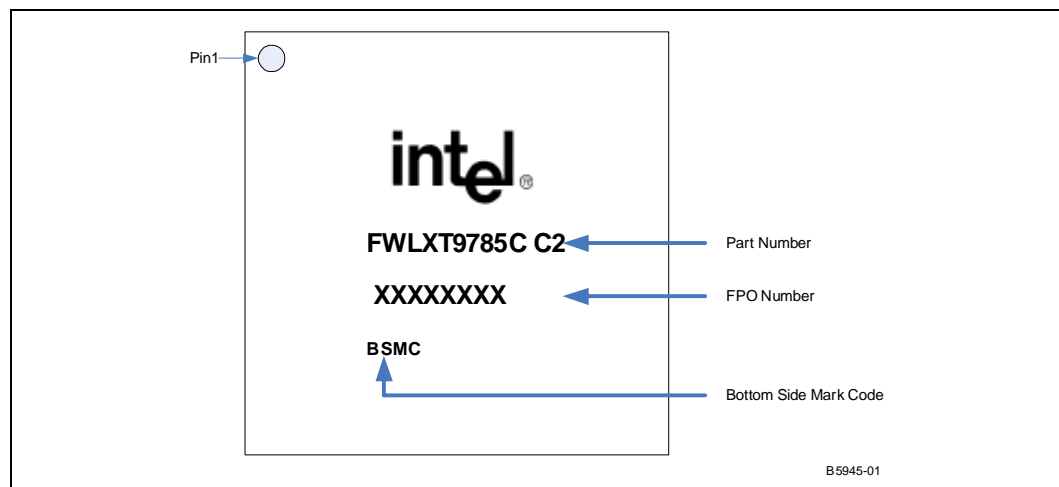 Pin1
intel®
FWLXT9785C C2
Part Number
XXXXXXXX
FPO Number
BSMC
Bottom Side Mark Code
B5945-01